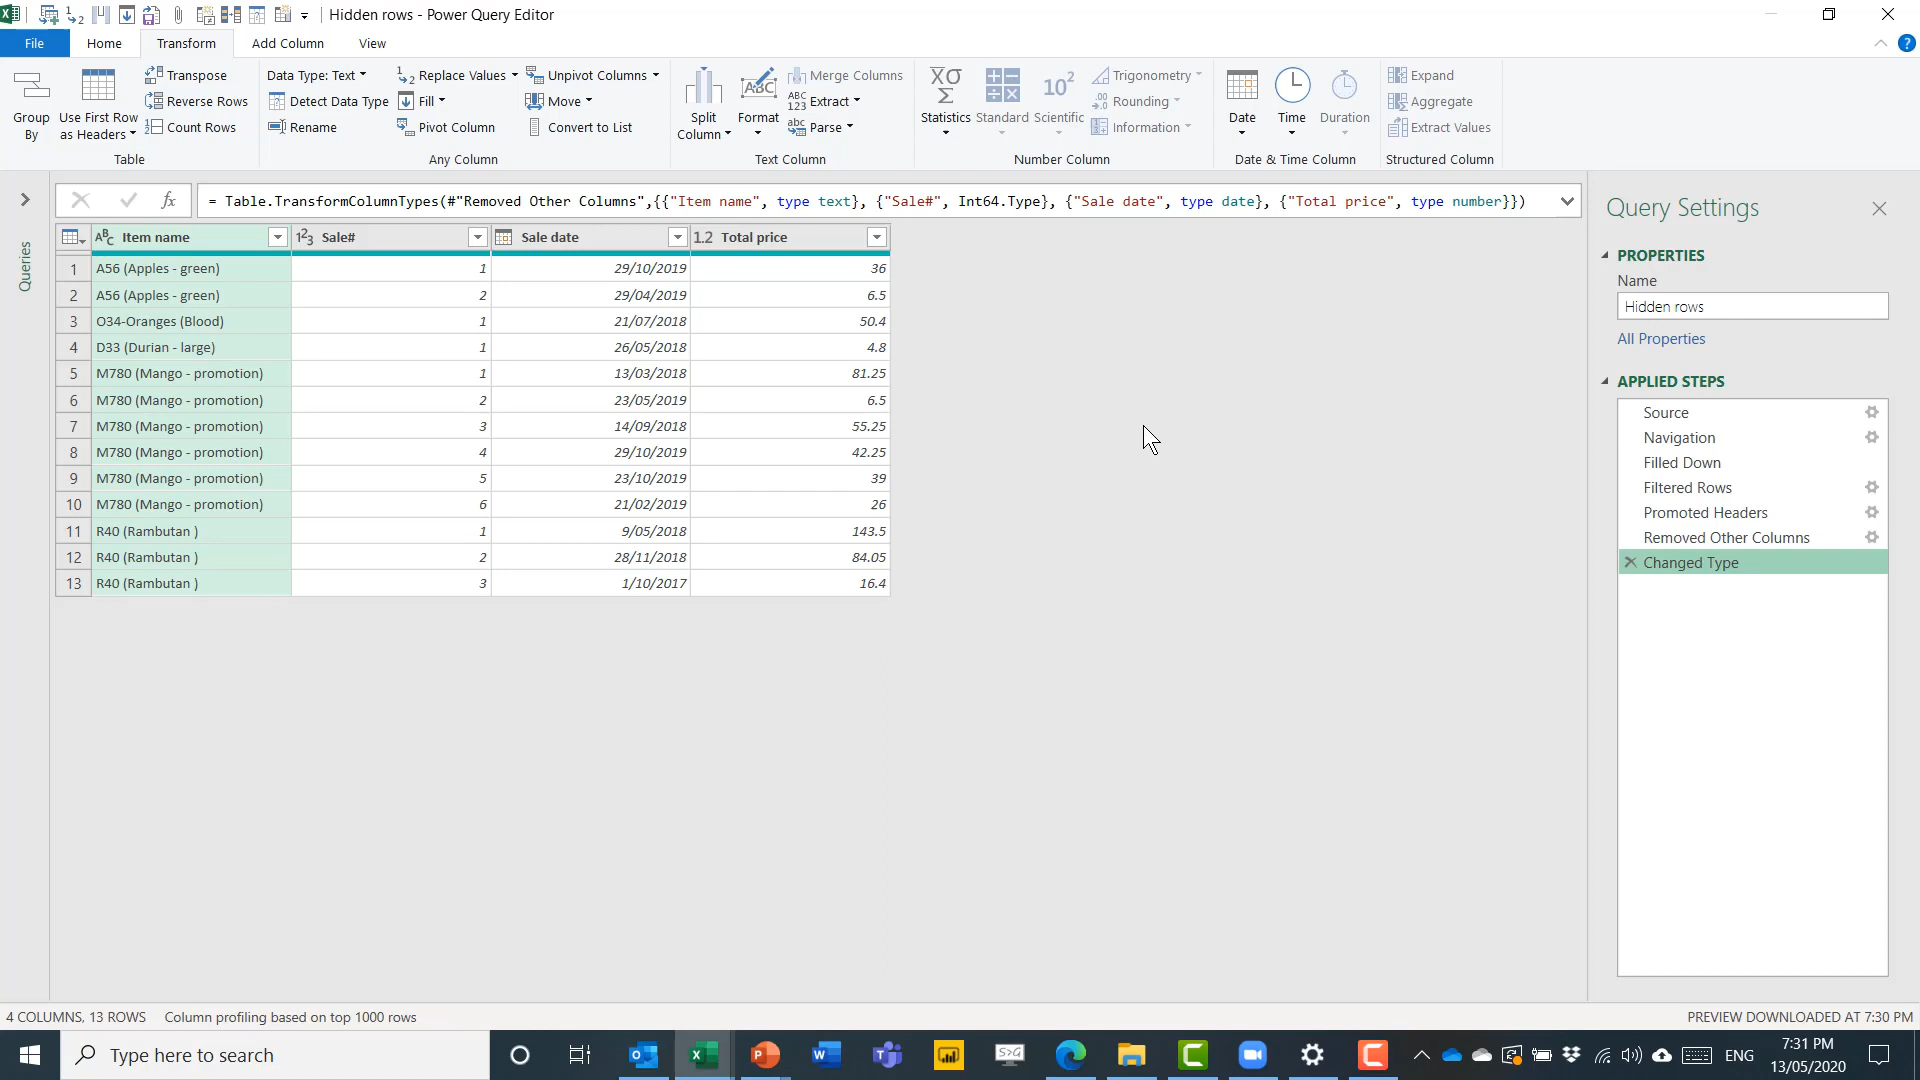 Hidden rows - Power Query Editor
File Home Transform Add Column View
Group By
Use First Row as Headers
Transpose
Reverse Rows
Count Rows
Table
Data Type: Text
Detect Data Type
Rename
Replace Values
Fill
Pivot Column
Unpivot Columns
Move
Convert to List
Any Column
Split Column
Format
Merge Columns
Extract
Parse
Text Column
Statistics
Standard
Scientific
Trigonometry
Rounding
Information
Number Column
Date
Time
Duration
Date & Time Column
Expand
Aggregate
Extract Values
Structured Column
Queries
fx = Table.TransformColumnTypes(#"Removed Other Columns",{{"Item name", type text}, {"Sale#", Int64.Type}, {"Sale date", type date}, {"Total price", type number}})
Item name Sale# Sale date 1.2 Total price
1 A56 (Apples - green) 1 29/10/2019 36
2 A56 (Apples - green) 2 29/04/2019 6.5
3 O34-Oranges (Blood) 1 21/07/2018 50.4
4 D33 (Durian - large) 1 26/05/2018 4.8
5 M780 (Mango - promotion) 1 13/03/2018 81.25
6 M780 (Mango - promotion) 2 23/05/2019 6.5
7 M780 (Mango - promotion) 3 14/09/2018 55.25
8 M780 (Mango - promotion) 4 29/10/2019 42.25
9 M780 (Mango - promotion) 5 23/10/2019 39
10 M780 (Mango - promotion) 6 21/02/2019 26
11 R40 (Rambutan ) 1 9/05/2018 143.5
12 R40 (Rambutan ) 2 28/11/2018 84.05
13 R40 (Rambutan ) 3 1/10/2017 16.4
Query Settings
PROPERTIES
Name
Hidden rows
All Properties
APPLIED STEPS
Source
Navigation
Filled Down
Filtered Rows
Promoted Headers
Removed Other Columns
Changed Type
4 COLUMNS, 13 ROWS Column profiling based on top 1000 rows
PREVIEW DOWNLOADED AT 7:30 PM
Type here to search
ENG
7:31 PM
13/05/2020